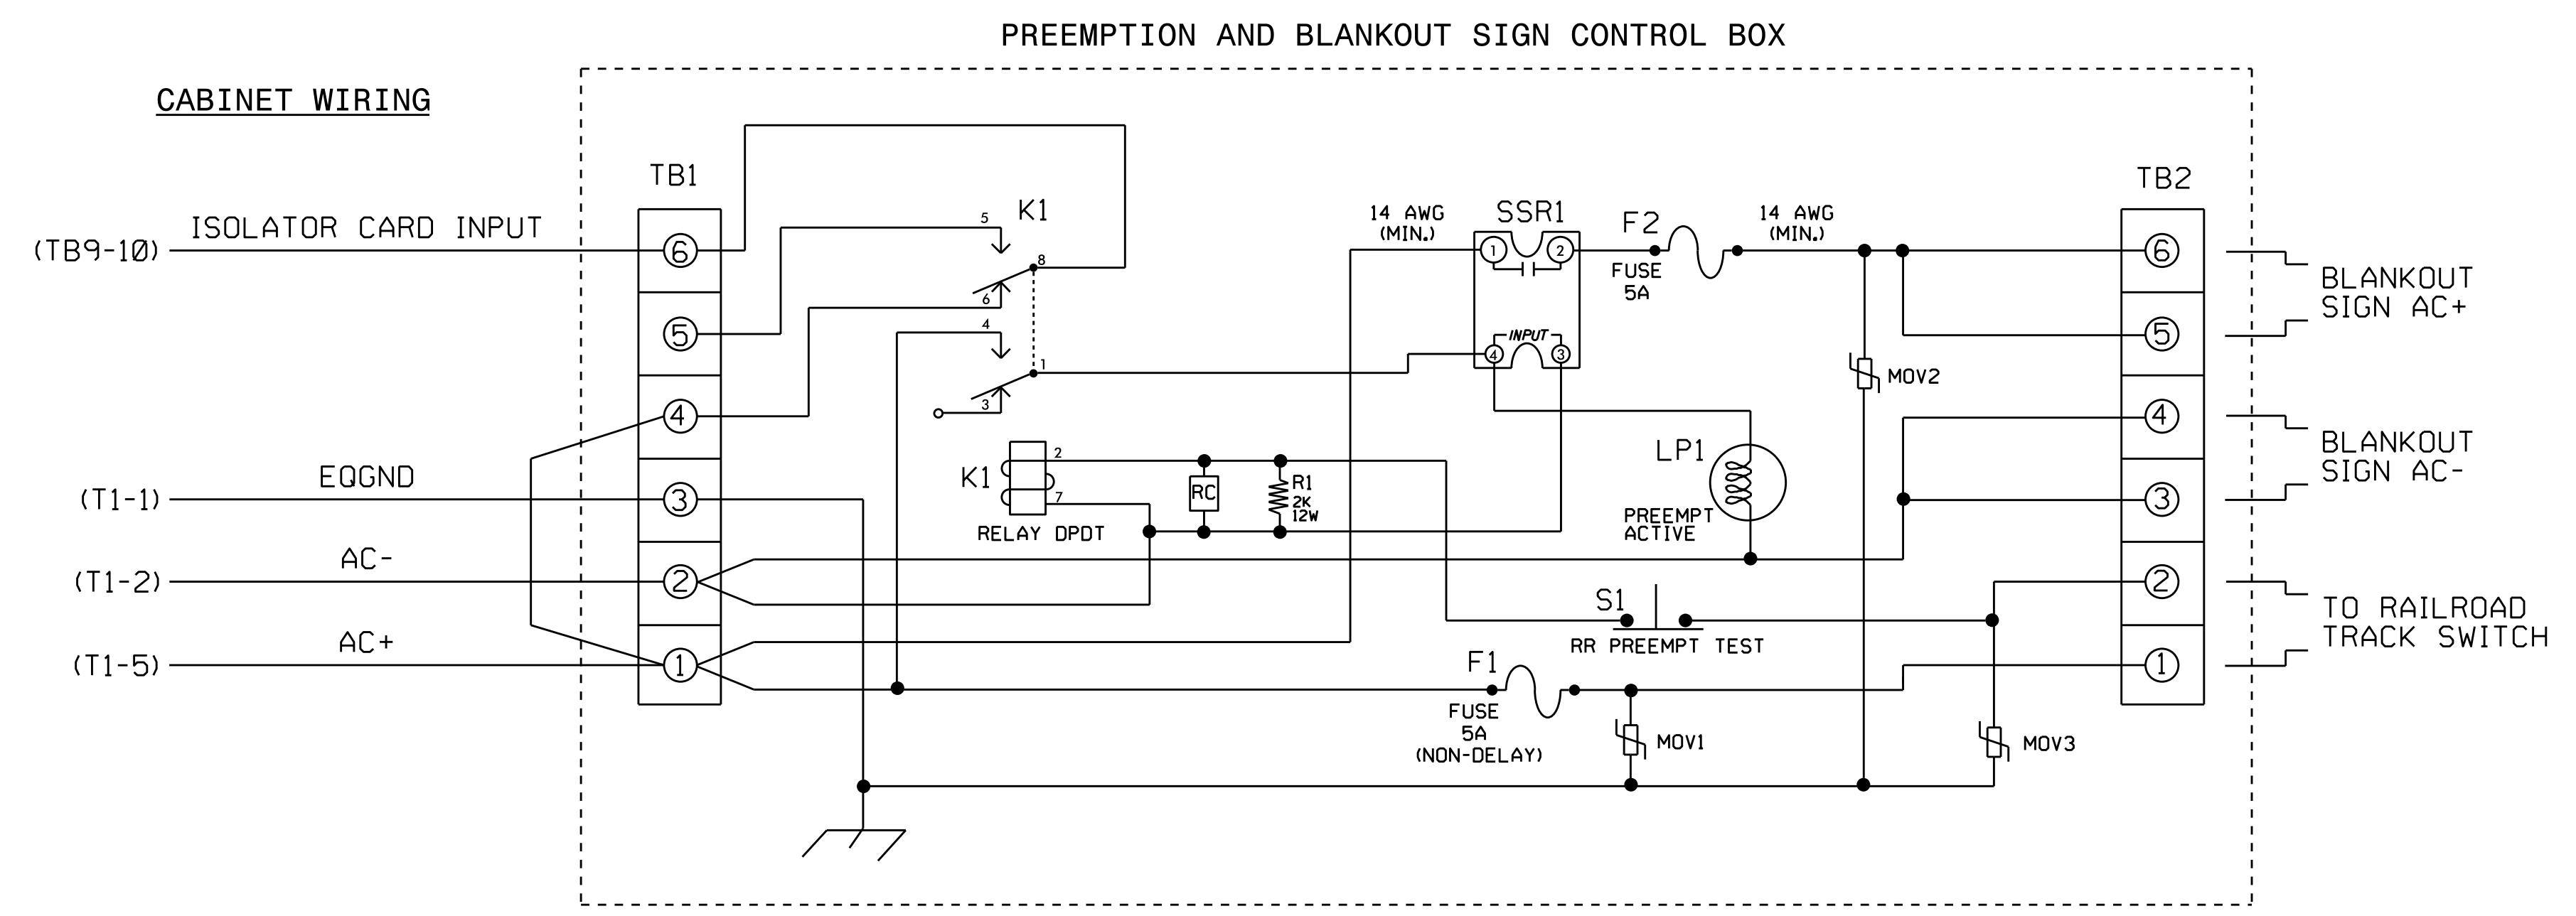 PREEMPTION AND BLANKOUT SIGN CONTROL BOX
CABINET WIRING
TB1
TB2
(TB9-10)
ISOLATOR CARD INPUT
6
5
4
EQGND
(T1-1)
3
AC-
(T1-2)
2
AC+
(T1-5)
1
5
K1
8
6
4
1
3
K1
2
7
RELAY DPDT
RC
R1
2K
12W
14 AWG
(MIN.)
SSR1
1
2
INPUT
4
3
F2
FUSE
5A
14 AWG
(MIN.)
MOV2
LP1
PREEMPT
ACTIVE
S1
RR PREEMPT TEST
F1
FUSE
5A
(NON-DELAY)
MOV1
MOV3
6
5
4
3
2
1
BLANKOUT
SIGN AC+
BLANKOUT
SIGN AC-
TO RAILROAD
TRACK SWITCH